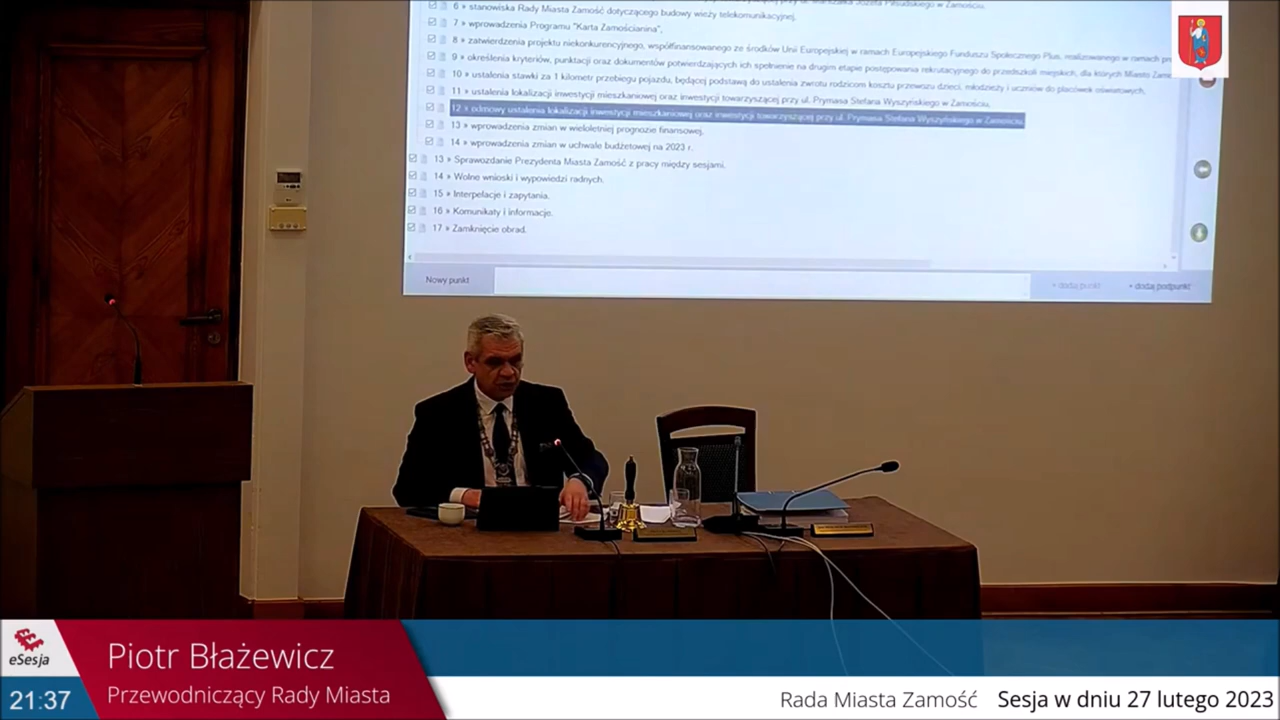 6 » stanowiska Rady Miasta Zamość dotyczącego budowy wieży telekomunikacyjnej.
7 » wprowadzenia Programu "Karta Zamościanina",
8 » zatwierdzenia projektu niekonkurencyjnego, współfinansowanego ze środków Unii Europejskiej w ramach Europejskiego Funduszu Społecznego Plus, realizowanego w ramach
9 » określenia kryteriów, punktacji oraz dokumentów potwierdzających ich spełnienie na drugim etapie postępowania rekrutacyjnego do przedszkoli miejskich, dla których Miasto
10 » ustalenia stawki za 1 kilometr przebiegu pojazdu, będącej podstawą do ustalenia zwrotu rodzicom kosztu przewozu dzieci, młodzieży i uczniów do placówek oświatowych,
11 » ustalenia lokalizacji inwestycji mieszkaniowej oraz inwestycji towarzyszącej przy ul. Prymasa Stefana Wyszyńskiego w Zamościu,
12 » odmowy ustalenia lokalizacji inwestycji mieszkaniowej oraz inwestycji towarzyszącej przy ul. Prymasa Stefana Wyszyńskiego w Zamościu,
13 » wprowadzenia zmian w wieloletniej prognozie finansowej,
14 » wprowadzenia zmian w uchwale budżetowej na 2023 r.
13 » Sprawozdanie Prezydenta Miasta Zamość z pracy między sesjami.
14 » Wolne wnioski i wypowiedzi radnych.
15 » Interpelacje i zapytania.
16 » Komunikaty i informacje.
17 » Zamknięcie obrad.
Nowy punkt
+ dodaj punkt
+ dodaj podpunkt
eSesja
Piotr Błażewicz
Przewodniczący Rady Miasta
21:37
Rada Miasta Zamość Sesja w dniu 27 lutego 2023